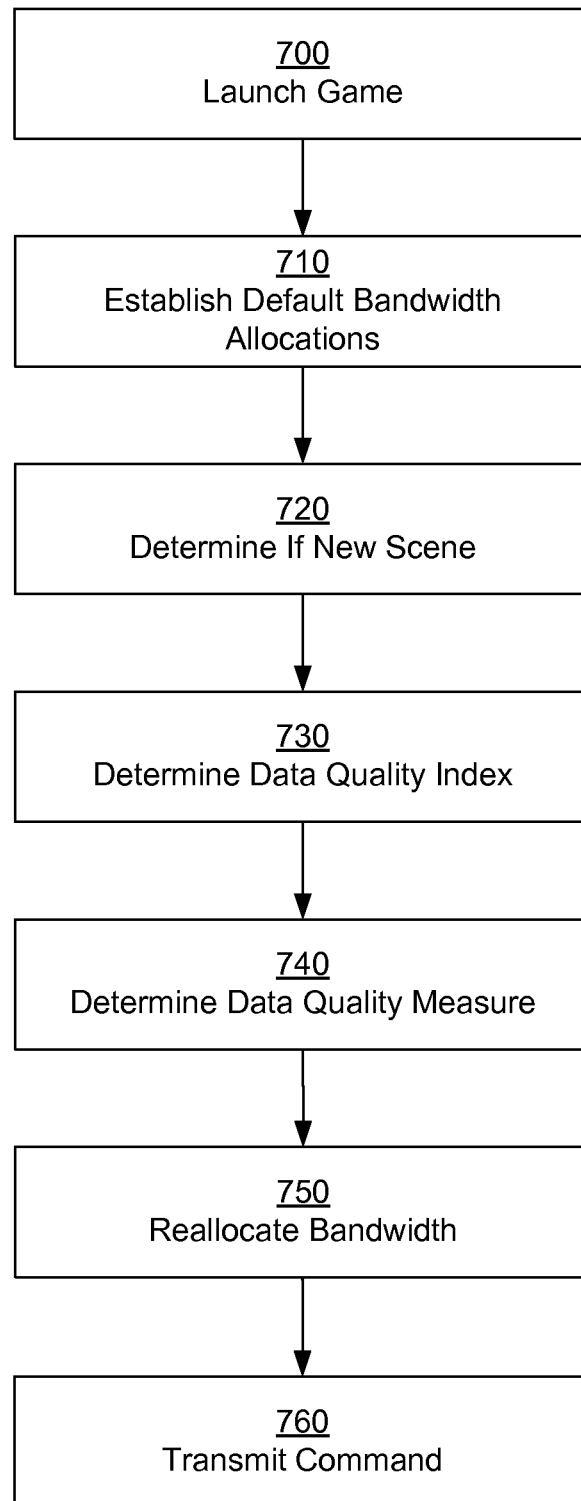 700
Launch Game
710
Establish Default Bandwidth
Allocations
720
Determine If New Scene
730
Determine Data Quality Index
740
Determine Data Quality Measure
750
Reallocate Bandwidth
760
Transmit Command